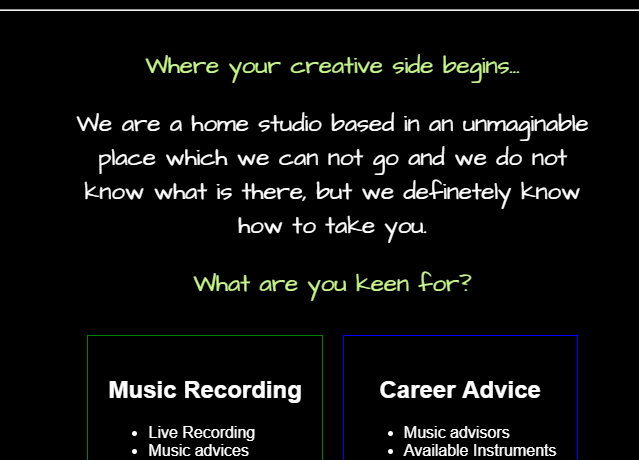 Where your creative side begins...
We are a home studio based in an unmaginable
place which we can not go and we do not
know what is there, but we definetely know
how to take you.
What are you keen for?
Music Recording
• Live Recording
• Music advices
Career Advice
• Music advisors
• Available Instruments